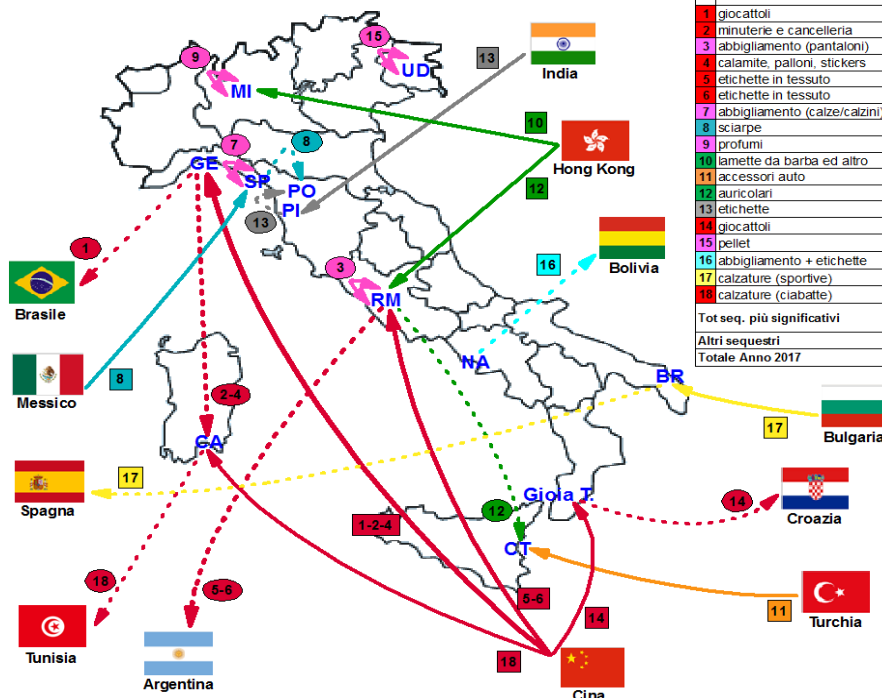 1 giocattoli
2 minuterie e cancelleria
3 abbigliamento (pantaloni)
4 calamite, palloni, stickers
5 etichette in tessuto
6 etichette in tessuto
7 abbigliamento (calze/calzini)
8 sciarpe
9 profumi
10 lamette da barba ed altro
11 accessori auto
12 auricolari
13 etichette
14 giocattoli
15 pellet
16 abbigliamento + etichette
17 calzature (sportive)
18 calzature (ciabatte)
Tot seq. più significativi
Altri sequestri
Totale Anno 2017
15
9
UD
13
India
MI
10
7
8
Hong Kong
GE
SP
PO
12
PI
13
1
3
16
Bolivia
RM
Brasile
NA
BR
8
Messico
2-4
17
Bulgaria
CA
17
Spagna
Gioia T.
14
Croazia
12
1-2-4
CT
18
5-6
5-6
14
11
Turchia
Tunisia
18
Argentina
Cina